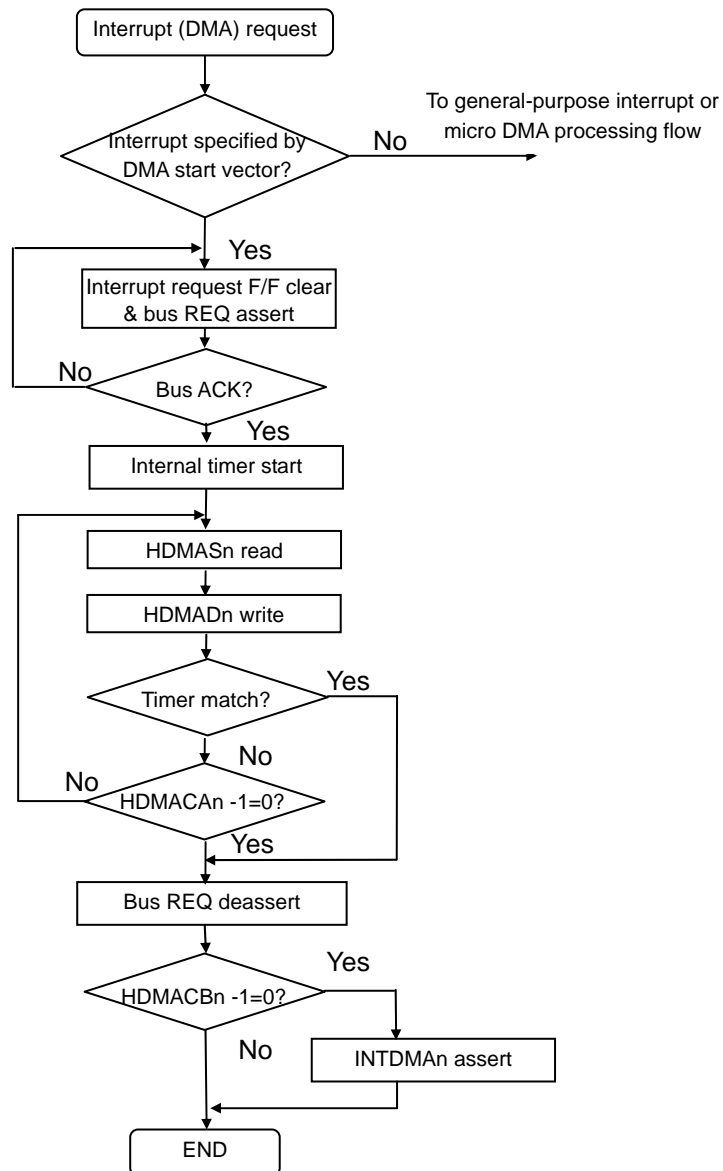 Interrupt (DMA) request
To general-purpose interrupt or
micro DMA processing flow
Interrupt specified by
DMA start vector?
No
Yes
Interrupt request F/F clear
& bus REQ assert
No
Bus ACK?
Yes
Internal timer start
HDMASn read
HDMADn write
Timer match?
Yes
No
No
HDMACAn -1=0?
Yes
Bus REQ deassert
Yes
HDMACBn -1=0?
No
INTDMAn assert
END